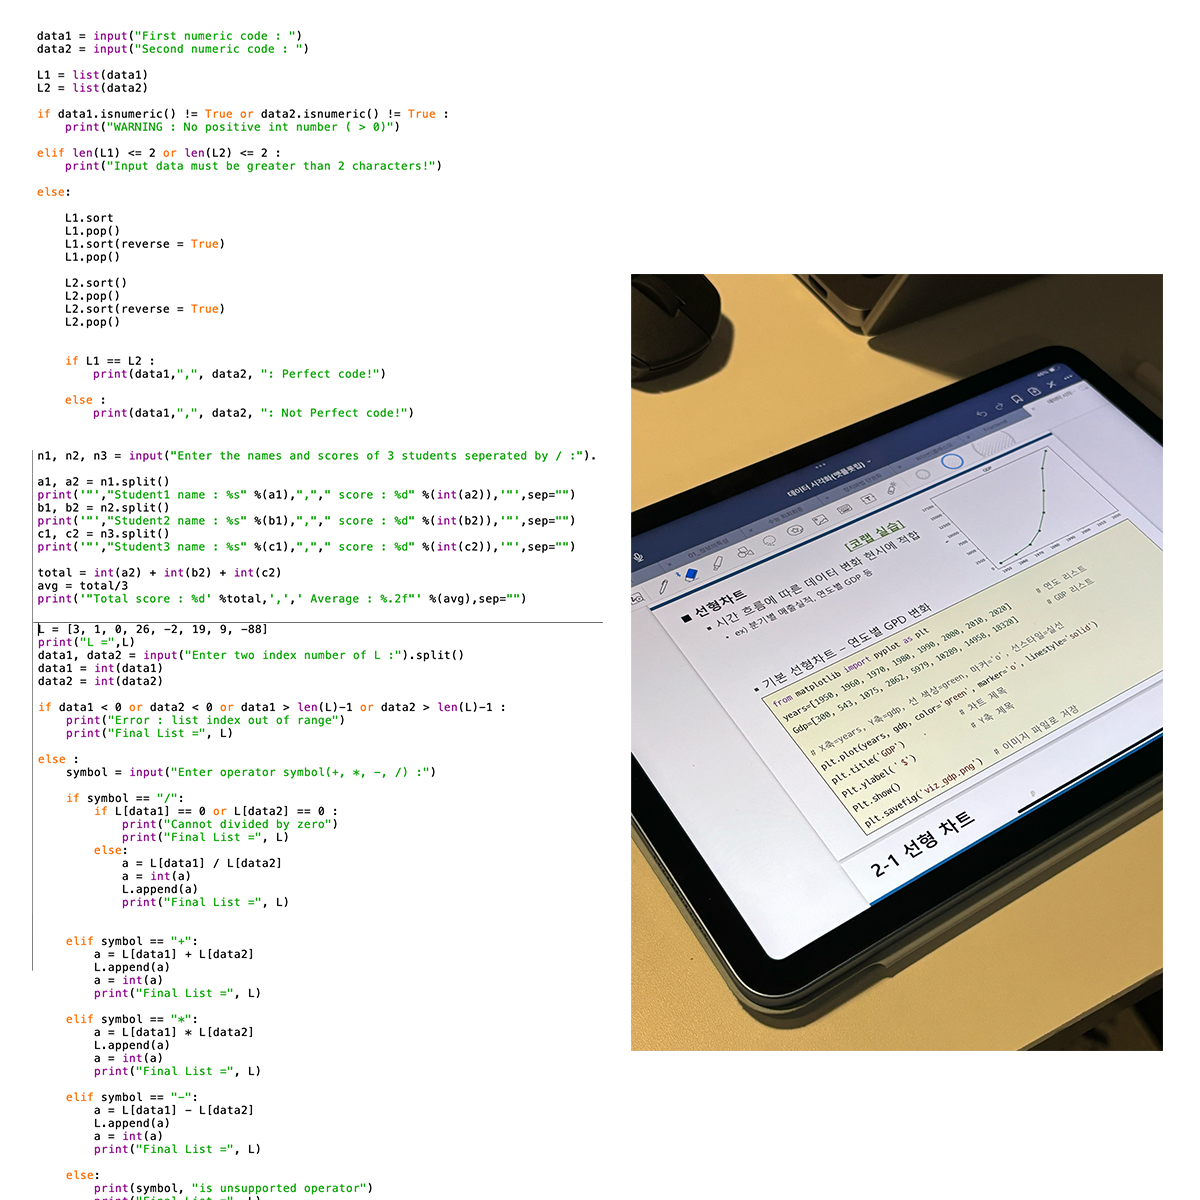 data1 = input("First numeric code : ")
data2 = input("Second numeric code : ")
L1 = list(data1)
L2 = list(data2)
if data1.isnumeric() != True or data2.isnumeric() != True :
print("WARNING : No positive int number ( > 0)")
elif len(L1) <= 2 or len(L2) <= 2 :
print("Input data must be greater than 2 characters!")
else:
L1.sort
L1.pop()
L1.sort(reverse = True)
L1.pop()
L2.sort()
L2.pop()
L2.sort(reverse = True)
L2.pop()
if L1 == L2 :
print(data1,",", data2, ": Perfect code!")
else :
print(data1,",", data2, ": Not Perfect code!")
n1, n2, n3 = input("Enter the names and scores of 3 students seperated by / :").
a1, a2 = n1.split()
print('"',"Student1 name : %s" %(a1),","," score : %d" %(int(a2)),'"',sep="")
b1, b2 = n2.split()
print('"',"Student2 name : %s" %(b1),","," score : %d" %(int(b2)),'"',sep="")
c1, c2 = n3.split()
print('"',"Student3 name : %s" %(c1),","," score : %d" %(int(c2)),'"',sep="")
total = int(a2) + int(b2) + int(c2)
avg = total/3
print('"Total score : %d' %total,',',' Average : %.2f"' %(avg),sep="")
L = [3, 1, 0, 26, -2, 19, 9, -88]
print("L =",L)
data1, data2 = input("Enter two index number of L :").split()
data1 = int(data1)
data2 = int(data2)
if data1 < 0 or data2 < 0 or data1 > len(L)-1 or data2 > len(L)-1 :
print("Error : list index out of range")
print("Final List =", L)
else :
symbol = input("Enter operator symbol(+, *, -, /) :")
if symbol == "/":
if L[data1] == 0 or L[data2] == 0 :
print("Cannot divided by zero")
print("Final List =", L)
else:
a = L[data1] / L[data2]
a = int(a)
L.append(a)
print("Final List =", L)
elif symbol == "+":
a = L[data1] + L[data2]
L.append(a)
a = int(a)
print("Final List =", L)
elif symbol == "*":
a = L[data1] * L[data2]
L.append(a)
a = int(a)
print("Final List =", L)
elif symbol == "-":
a = L[data1] - L[data2]
L.append(a)
a = int(a)
print("Final List =", L)
else:
print(symbol, "is unsupported operator")
print("Final List =", L)
데이터 시각화(맷플롯립)
[코랩 실습]
GDP
■ 선형차트
▪ 시간 흐름에 따른 데이터 변화 현시에 적합
• ex) 분기별 매출실적, 연도별 GDP 등
▪ 기본 선형차트 – 연도별 GPD 변화
from matplotlib import pyplot as plt
years=[1950, 1960, 1970, 1980, 1990, 2000, 2010, 2020] # 연도 리스트
Gdp=[300, 543, 1075, 2862, 5979, 10289, 14958, 18320] # GDP 리스트
# X축=years, Y축=gdp, 선 색상=green, 마커='o', 선스타일=실선
plt.plot(years, gdp, color='green', marker='o', linestyle='solid')
plt.title('GDP') # 차트 제목
Plt.ylabel(' $') # Y축 제목
Plt.show()
plt.savefig('viz_gdp.png') # 이미지 파일로 저장
2-1 선형 차트